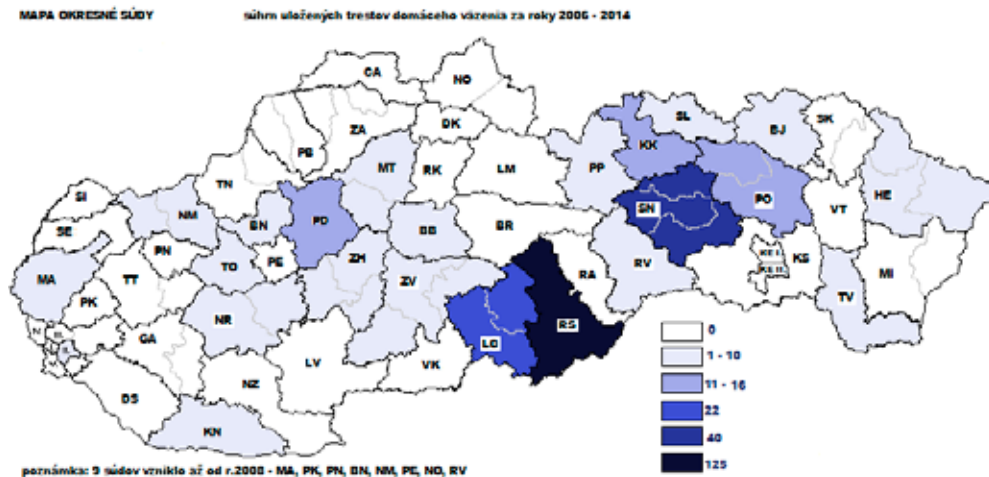 MAPA OKRESNÉ SÚDY súhrn uložených trestov domáceho väzenia za roky 2006 - 2014
CA NO
ZA DK
PB
SL
BJ SK
KK
MT RK LM PP
TN
PO HE
SI NM BN PD SN VT
SE BB BR
PN TO PE ZH RA RV KE I. KS
MA TT ZV KE II. MI
PK TV
NR RS
GA LC
LV VK
DS NZ
KN
0
1 - 10
11 - 16
22
40
125
poznámka: 9 súdov vzniklo až od r.2008 - MA, PK, PN, BN, NM, PE, NO, RV